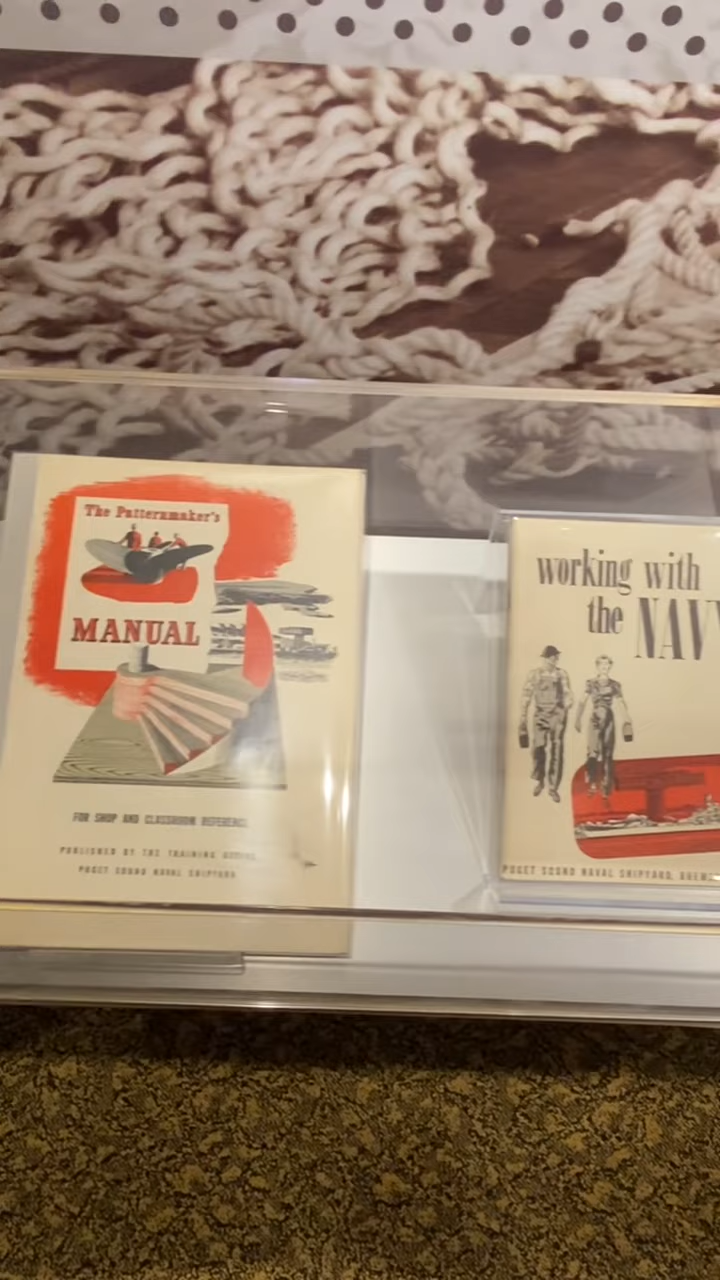 The Patternmaker's
MANUAL
FOR SHOP AND CLASSROOM REFERENCE
PUBLISHED BY THE TRAINING
PUGET SOUND NAVAL SHIPYARD
working with
the NAV
PUGET SOUND NAVAL SHIPYARD, BREM